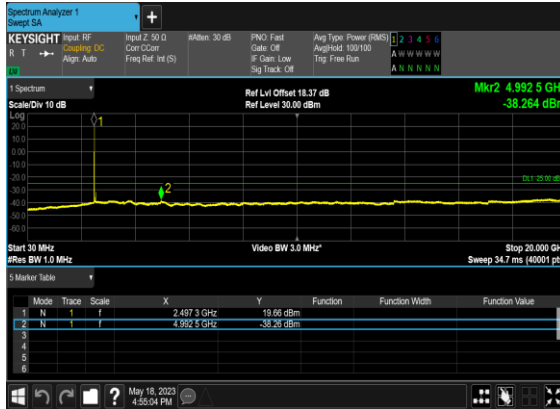 Spectrum Analyzer 1
Swept SA
+
KEYSIGHT
R T
LU
Input: RF
Coupling: DC
Align: Auto
Input Z: 50 Ω
Corr CCorr
Freq Ref: Int (S)
#Atten: 30 dB
PNO: Fast
Gate: Off
IF Gain: Low
Sig Track: Off
Avg Type: Power (RMS)
Avg|Hold: 100/100
Trig: Free Run
1 2 3 4 5 6
A W W W W W
A N N N N N
1 Spectrum
Scale/Div 10 dB
Ref Lvl Offset 18.37 dB
Ref Level 30.00 dBm
Mkr2 4.992 5 GH
-38.264 dBm
Log
20.0
10.0
0.00
-10.0
-20.0
-30.0
-40.0
-50.0
-60.0
1
2
DL1 -25.00 dB
Start 30 MHz
#Res BW 1.0 MHz
Video BW 3.0 MHz*
Stop 20.000 GH
Sweep 34.7 ms (40001 pts
5 Marker Table
Mode Trace Scale X Y Function Function Width Function Value
1 N 1 f 2.497 3 GHz 19.66 dBm
2 N 1 f 4.992 5 GHz -38.26 dBm
3
4
5
6
?
May 18, 2023
4:55:04 PM